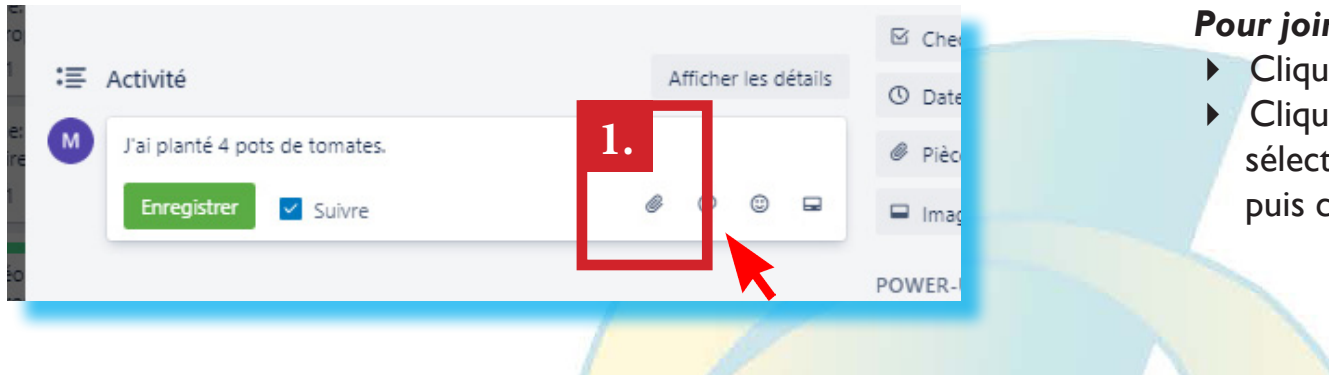 Activité
Afficher les détails
M
J'ai planté 4 pots de tomates.
1.
Enregistrer
Suivre
Chec
Date
Pièc
Imag
POWER-U
Pour join
Cliqu
Cliqu
sélect
puis c